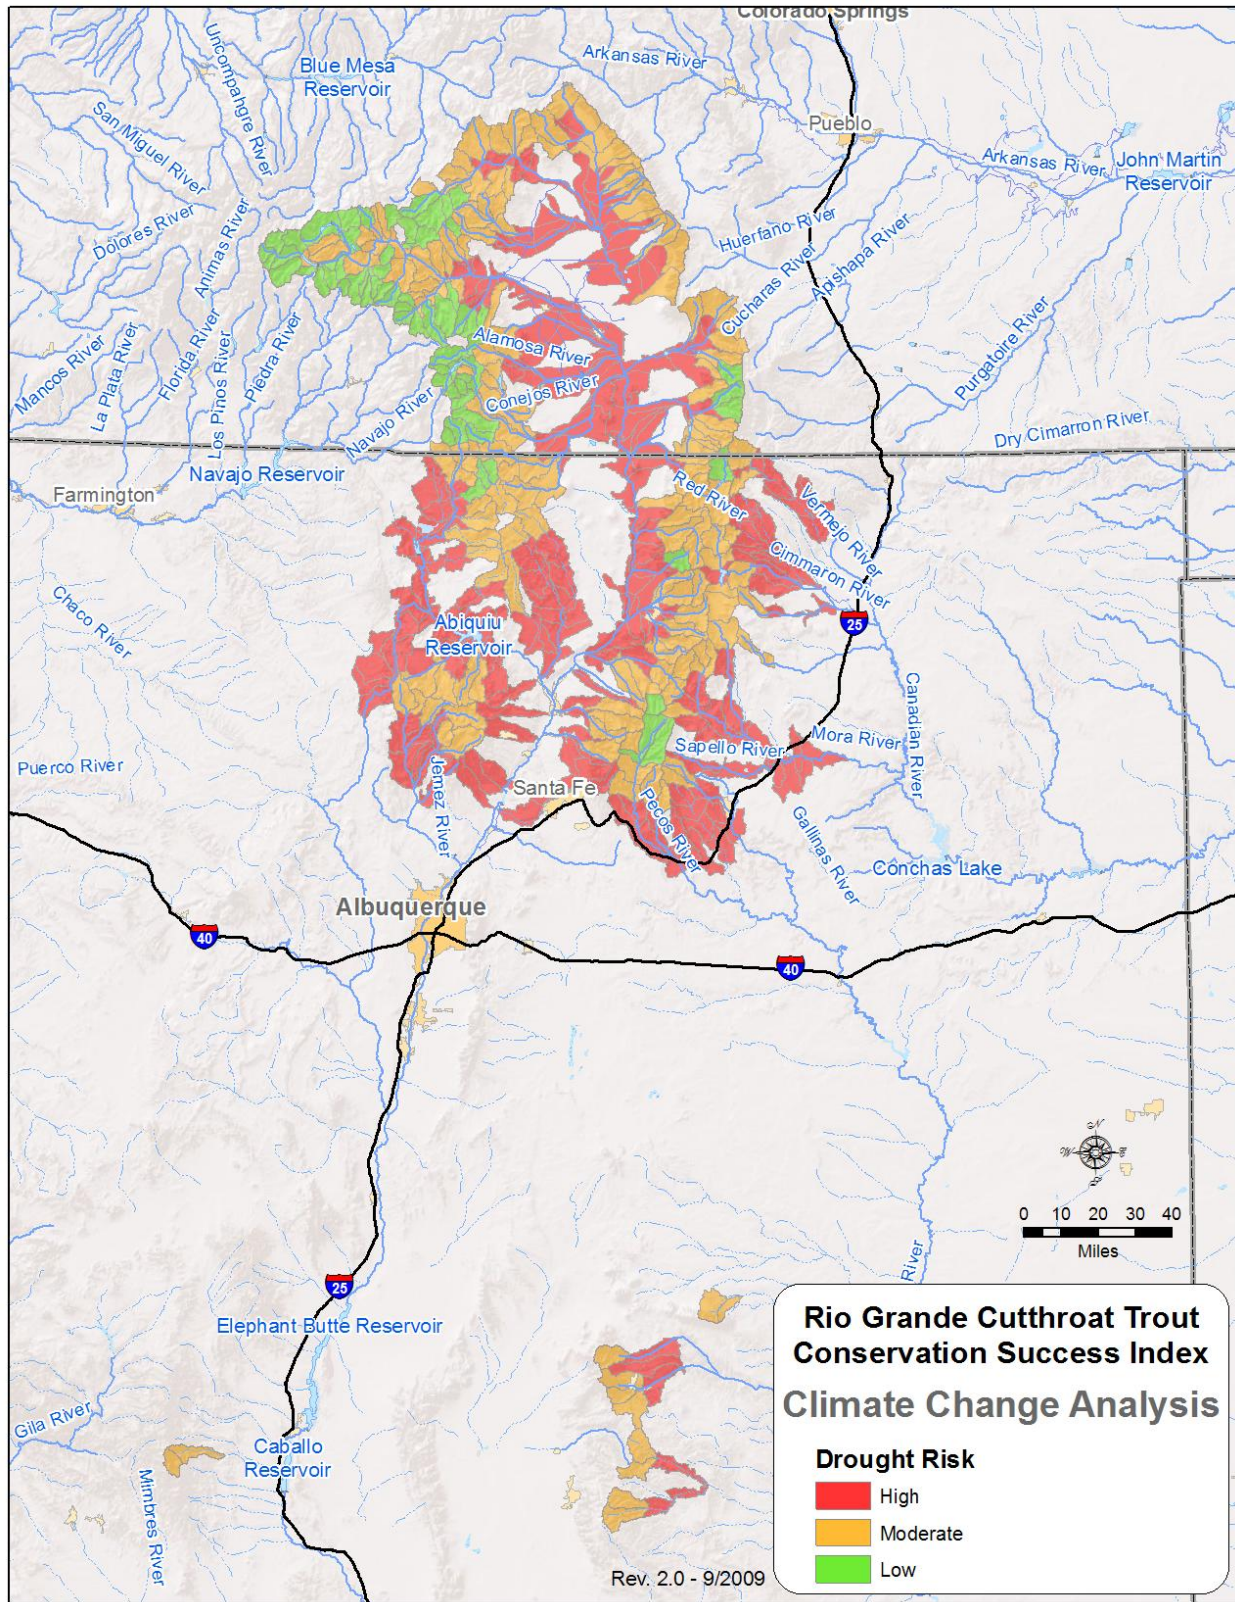 Colorado Springs
Uncompahgre River
Blue Mesa
Reservoir
Arkansas River
San Miguel River
Pueblo
Arkansas River
John Martin
Reservoir
Dolores River
Animas River
Huerfano River
Cucharas River
Apishapa River
Mancos River
La Plata River
Florida River
Los Pinos River
Piedra River
Alamosa River
Conejos River
Navajo River
Purgatoire River
Dry Cimarron River
Navajo Reservoir
Farmington
Red River
Vermejo River
Cimmaron River
Chaco River
Abiquiu
Reservoir
25
Canadian River
Puerco River
Jemez River
Sapello River
Mora River
Santa Fe
Pecos River
Gallinas River
Conchas Lake
Albuquerque
40
40
N
W
E
S
0 10 20 30 40
Miles
River
25
Elephant Butte Reservoir
Gila River
Caballo
Reservoir
Mimbres River
Rio Grande Cutthroat Trout
Conservation Success Index
Climate Change Analysis
Drought Risk
High
Moderate
Low
Rev. 2.0 - 9/2009